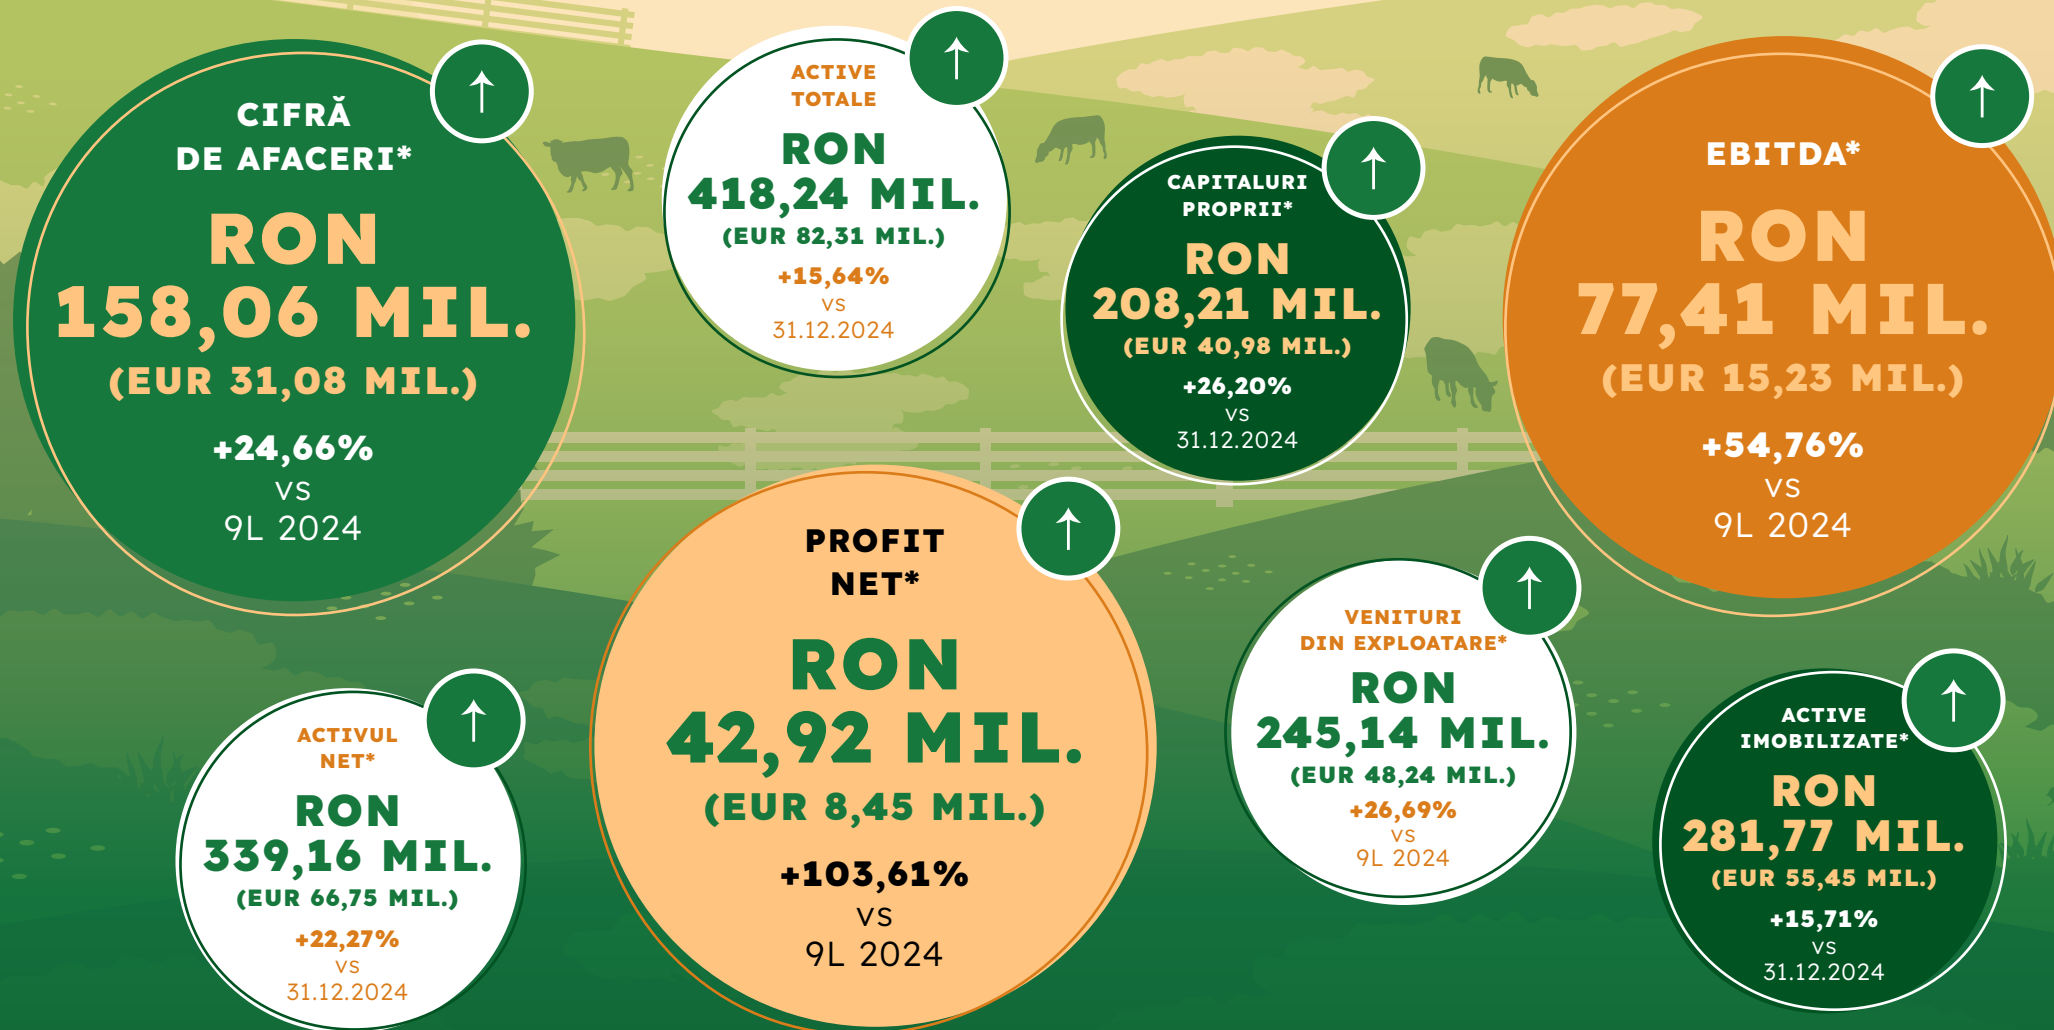 CIFRĂ
DE AFACERI*
RON
158,06 MIL.
(EUR 31,08 MIL.)
+24,66%
VS
9L 2024
ACTIVE
TOTALE
RON
418,24 MIL.
(EUR 82,31 MIL.)
+15,64%
VS
31.12.2024
CAPITALURI
PROPRII*
RON
208,21 MIL.
(EUR 40,98 MIL.)
+26,20%
VS
31.12.2024
EBITDA*
RON
77,41 MIL.
(EUR 15,23 MIL.)
+54,76%
VS
9L 2024
ACTIVUL
NET*
RON
339,16 MIL.
(EUR 66,75 MIL.)
+22,27%
VS
31.12.2024
PROFIT
NET*
RON
42,92 MIL.
(EUR 8,45 MIL.)
+103,61%
VS
9L 2024
VENITURI
DIN EXPLOATARE*
RON
245,14 MIL.
(EUR 48,24 MIL.)
+26,69%
VS
9L 2024
ACTIVE
IMOBILIZATE*
RON
281,77 MIL.
(EUR 55,45 MIL.)
+15,71%
VS
31.12.2024